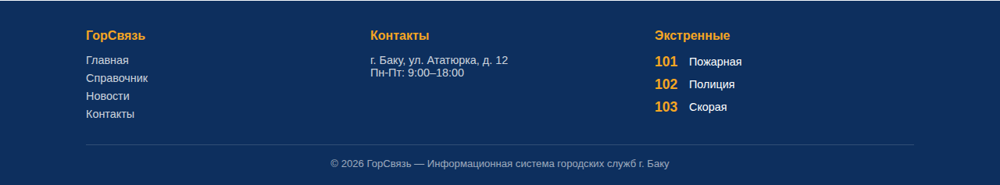 ГорСвязь
Главная
Справочник
Новости
Контакты
Контакты
г. Баку, ул. Ататюрка, д. 12
Пн-Пт: 9:00–18:00
Экстренные
101 Пожарная
102 Полиция
103 Скорая
© 2026 ГорСвязь — Информационная система городских служб г. Баку